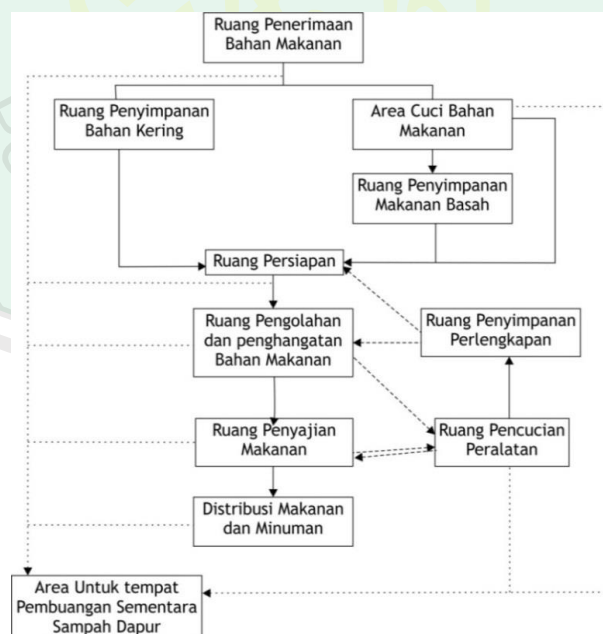 Ruang Penerimaan
Bahan Makanan
Ruang Penyimpanan
Bahan Kering
Area Cuci Bahan
Makanan
Ruang Penyimpanan
Makanan Basah
Ruang Persiapan
Ruang Pengolahan
dan penghangatan
Bahan Makanan
Ruang Penyimpanan
Perlengkapan
Ruang Penyajian
Makanan
Ruang Pencucian
Peralatan
Distribusi Makanan
dan Minuman
Area Untuk tempat
Pembuangan Sementara
Sampah Dapur